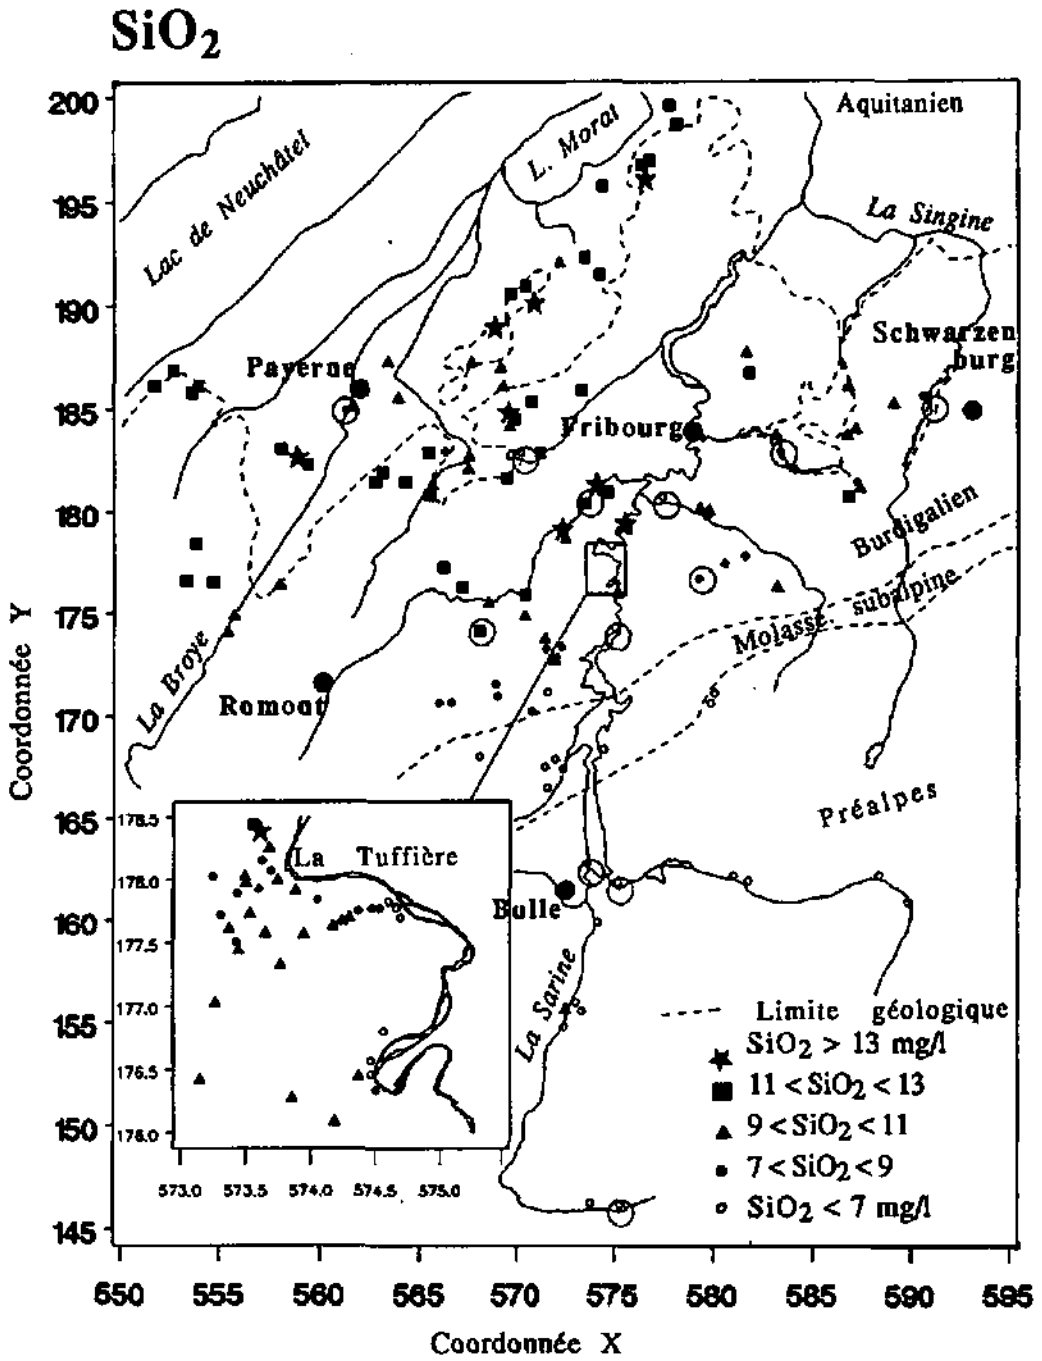 SiO2
200
195
190
185
180
175
170
165
160
155
150
145
Coordonnée Y
Aquitanien
L. Morat
Lac de Neuchâtel
La Singine
Schwarzen
burg
Payerne
Fribourg
Burdigalien
subalpine
Molasse
La Broye
Romont
Préalpes
178.5
178.0
177.5
177.0
176.5
176.0
La Tuffière
573.0 573.5 574.0 574.5 575.0
Bulle
La Sarine
Limite géologique
SiO2 > 13 mg/l
11 < SiO2 < 13
9 < SiO2 < 11
7 < SiO2 < 9
SiO2 < 7 mg/l
550 555 560 565 570 575 580 585 590 595
Coordonnée X